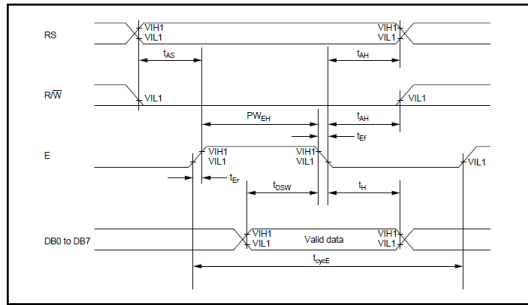 RS
VIH1
VIL1
VIH1
VIL1
tAS
tAH
R/W̅
VIL1
VIL1
PWEH
tAH
tEf
E
VIH1
VIL1
VIH1
VIL1
VIL1
tEr
tDSW
tH
DB0 to DB7
VIH1
VIL1
Valid data
VIH1
VIL1
tcycE